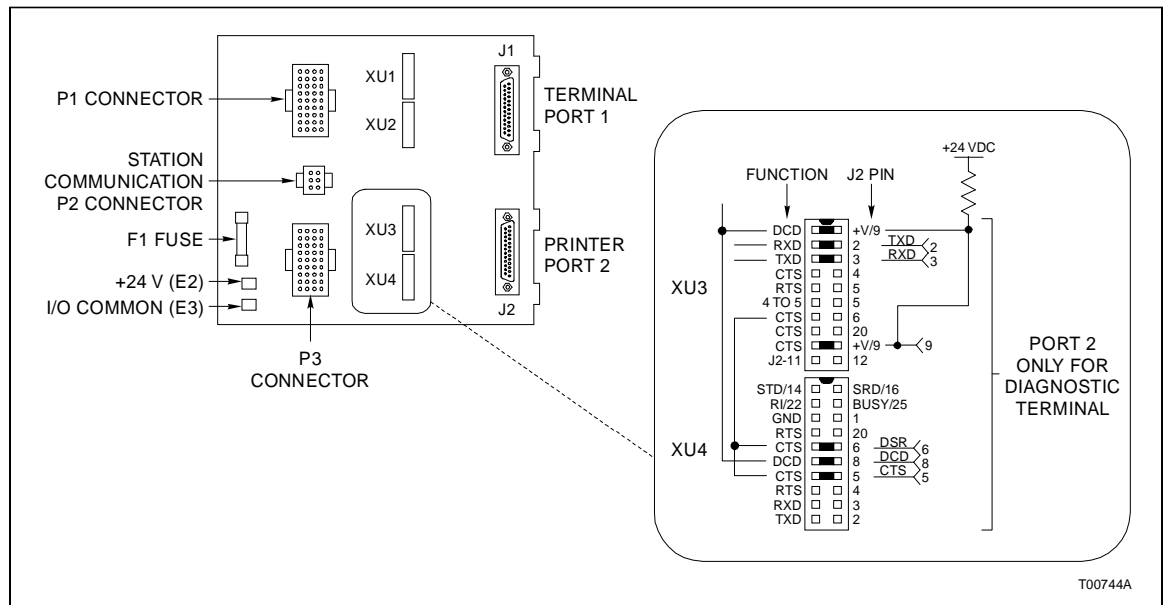 J1
XU1
XU2
P1 CONNECTOR
TERMINAL
PORT 1
STATION
COMMUNICATION
P2 CONNECTOR
F1 FUSE
+24 V (E2)
I/O COMMON (E3)
XU3
XU4
PRINTER
PORT 2
J2
P3
CONNECTOR
+24 VDC
FUNCTION J2 PIN
XU3
DCD +V/9
RXD 2 TXD 2
TXD 3 RXD 3
CTS 4
RTS 5
4 TO 5 5
CTS 6
CTS 20
CTS +V/9 9
J2-11 12
XU4
STD/14 SRD/16
RI/22 BUSY/25
GND 1
RTS 20
CTS 6 DSR 6
DCD 8 DCD 8
CTS 5 CTS 5
RTS 4
RXD 3
TXD 2
PORT 2
ONLY FOR
DIAGNOSTIC
TERMINAL
T00744A